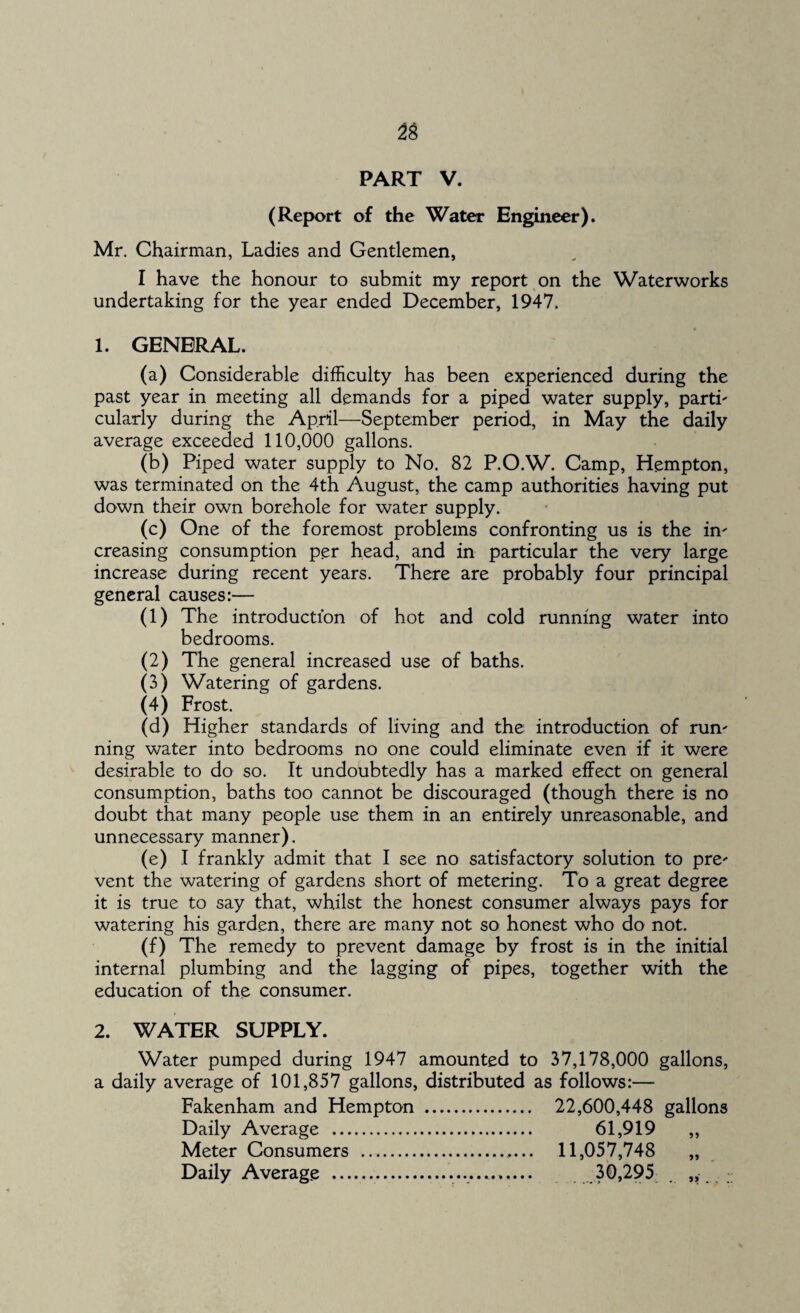 28
PART V.
(Report of the Water Engineer).
Mr. Chairman, Ladies and Gentlemen,
I have the honour to submit my report on the Waterworks
undertaking for the year ended December, 1947.
1. GENERAL.
(a) Considerable difficulty has been experienced during the
past year in meeting all demands for a piped water supply, parti-
cularly during the April—September period, in May the daily
average exceeded 110,000 gallons.
(b) Piped water supply to No. 82 P.O.W. Camp, Hempton,
was terminated on the 4th August, the camp authorities having put
down their own borehole for water supply.
(c) One of the foremost problems confronting us is the in-
creasing consumption per head, and in particular the very large
increase during recent years. There are probably four principal
general causes:—
(1) The introduction of hot and cold running water into
bedrooms.
(2) The general increased use of baths.
(3) Watering of gardens.
(4) Frost.
(d) Higher standards of living and the introduction of run-
ning water into bedrooms no one could eliminate even if it were
desirable to do so. It undoubtedly has a marked effect on general
consumption, baths too cannot be discouraged (though there is no
doubt that many people use them in an entirely unreasonable, and
unnecessary manner).
(e) I frankly admit that I see no satisfactory solution to pre-
vent the watering of gardens short of metering. To a great degree
it is true to say that, whilst the honest consumer always pays for
watering his garden, there are many not so honest who do not.
(f) The remedy to prevent damage by frost is in the initial
internal plumbing and the lagging of pipes, together with the
education of the consumer.
2. WATER SUPPLY.
Water pumped during 1947 amounted to 37,178,000 gallons,
a daily average of 101,857 gallons, distributed as follows:—
Fakenham and Hempton ............... 22,600,448 gallons
Daily Average ............................. 61,919 „
Meter Consumers ......................... 11,057,748 „
Daily Average ............................. 30,295 „